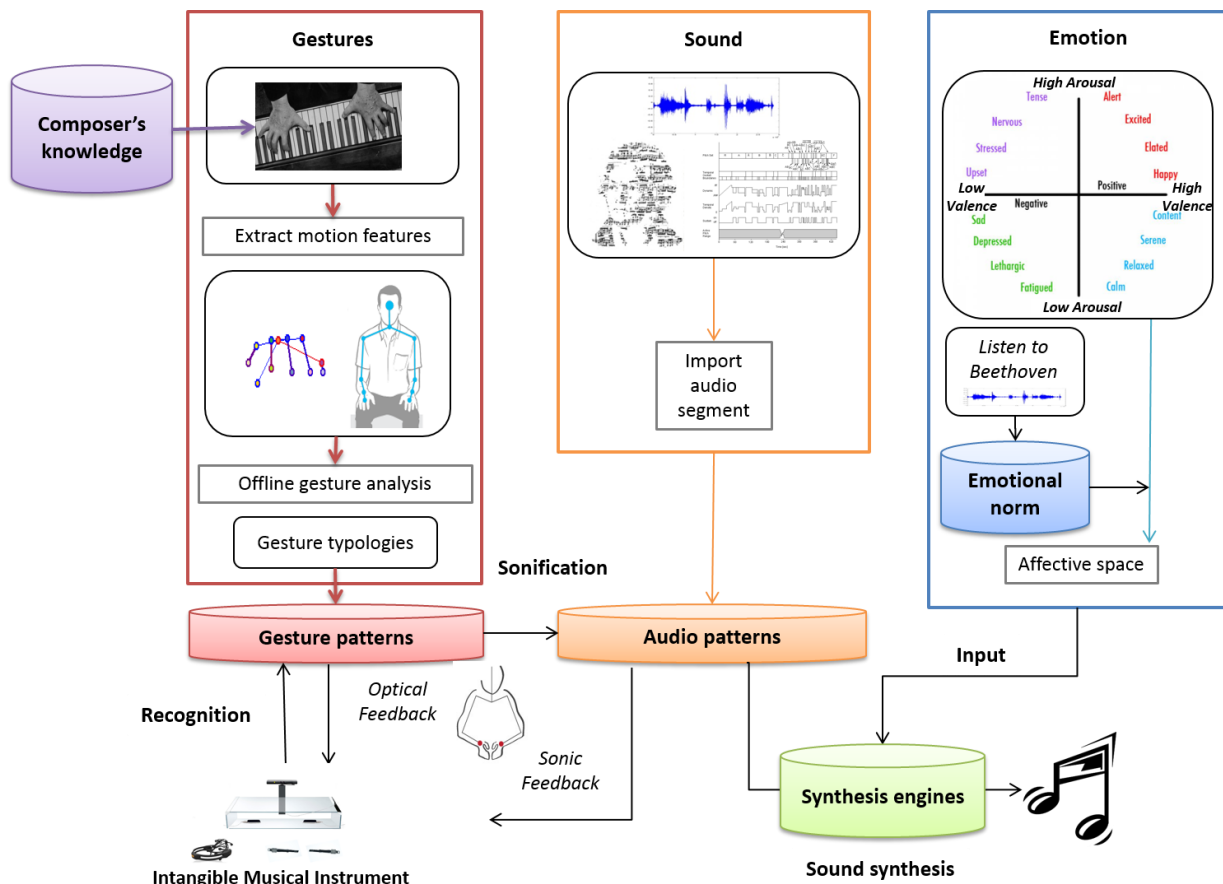 Gestures
Composer's
knowledge
Extract motion features
Offline gesture analysis
Gesture typologies
Gesture patterns
Sonification
Recognition
Optical
Feedback
Sonic
Feedback
Intangible Musical Instrument
Sound
Import
audio
segment
Audio patterns
Emotion
High Arousal
Tense
Alert
Nervous
Excited
Stressed
Elated
Upset
Happy
Low
Valence
Positive
Negative
High
Valence
Sad
Content
Depressed
Serene
Lethargic
Relaxed
Fatigued
Calm
Low Arousal
Listen to
Beethoven
Emotional
norm
Affective space
Input
Synthesis engines
Sound synthesis